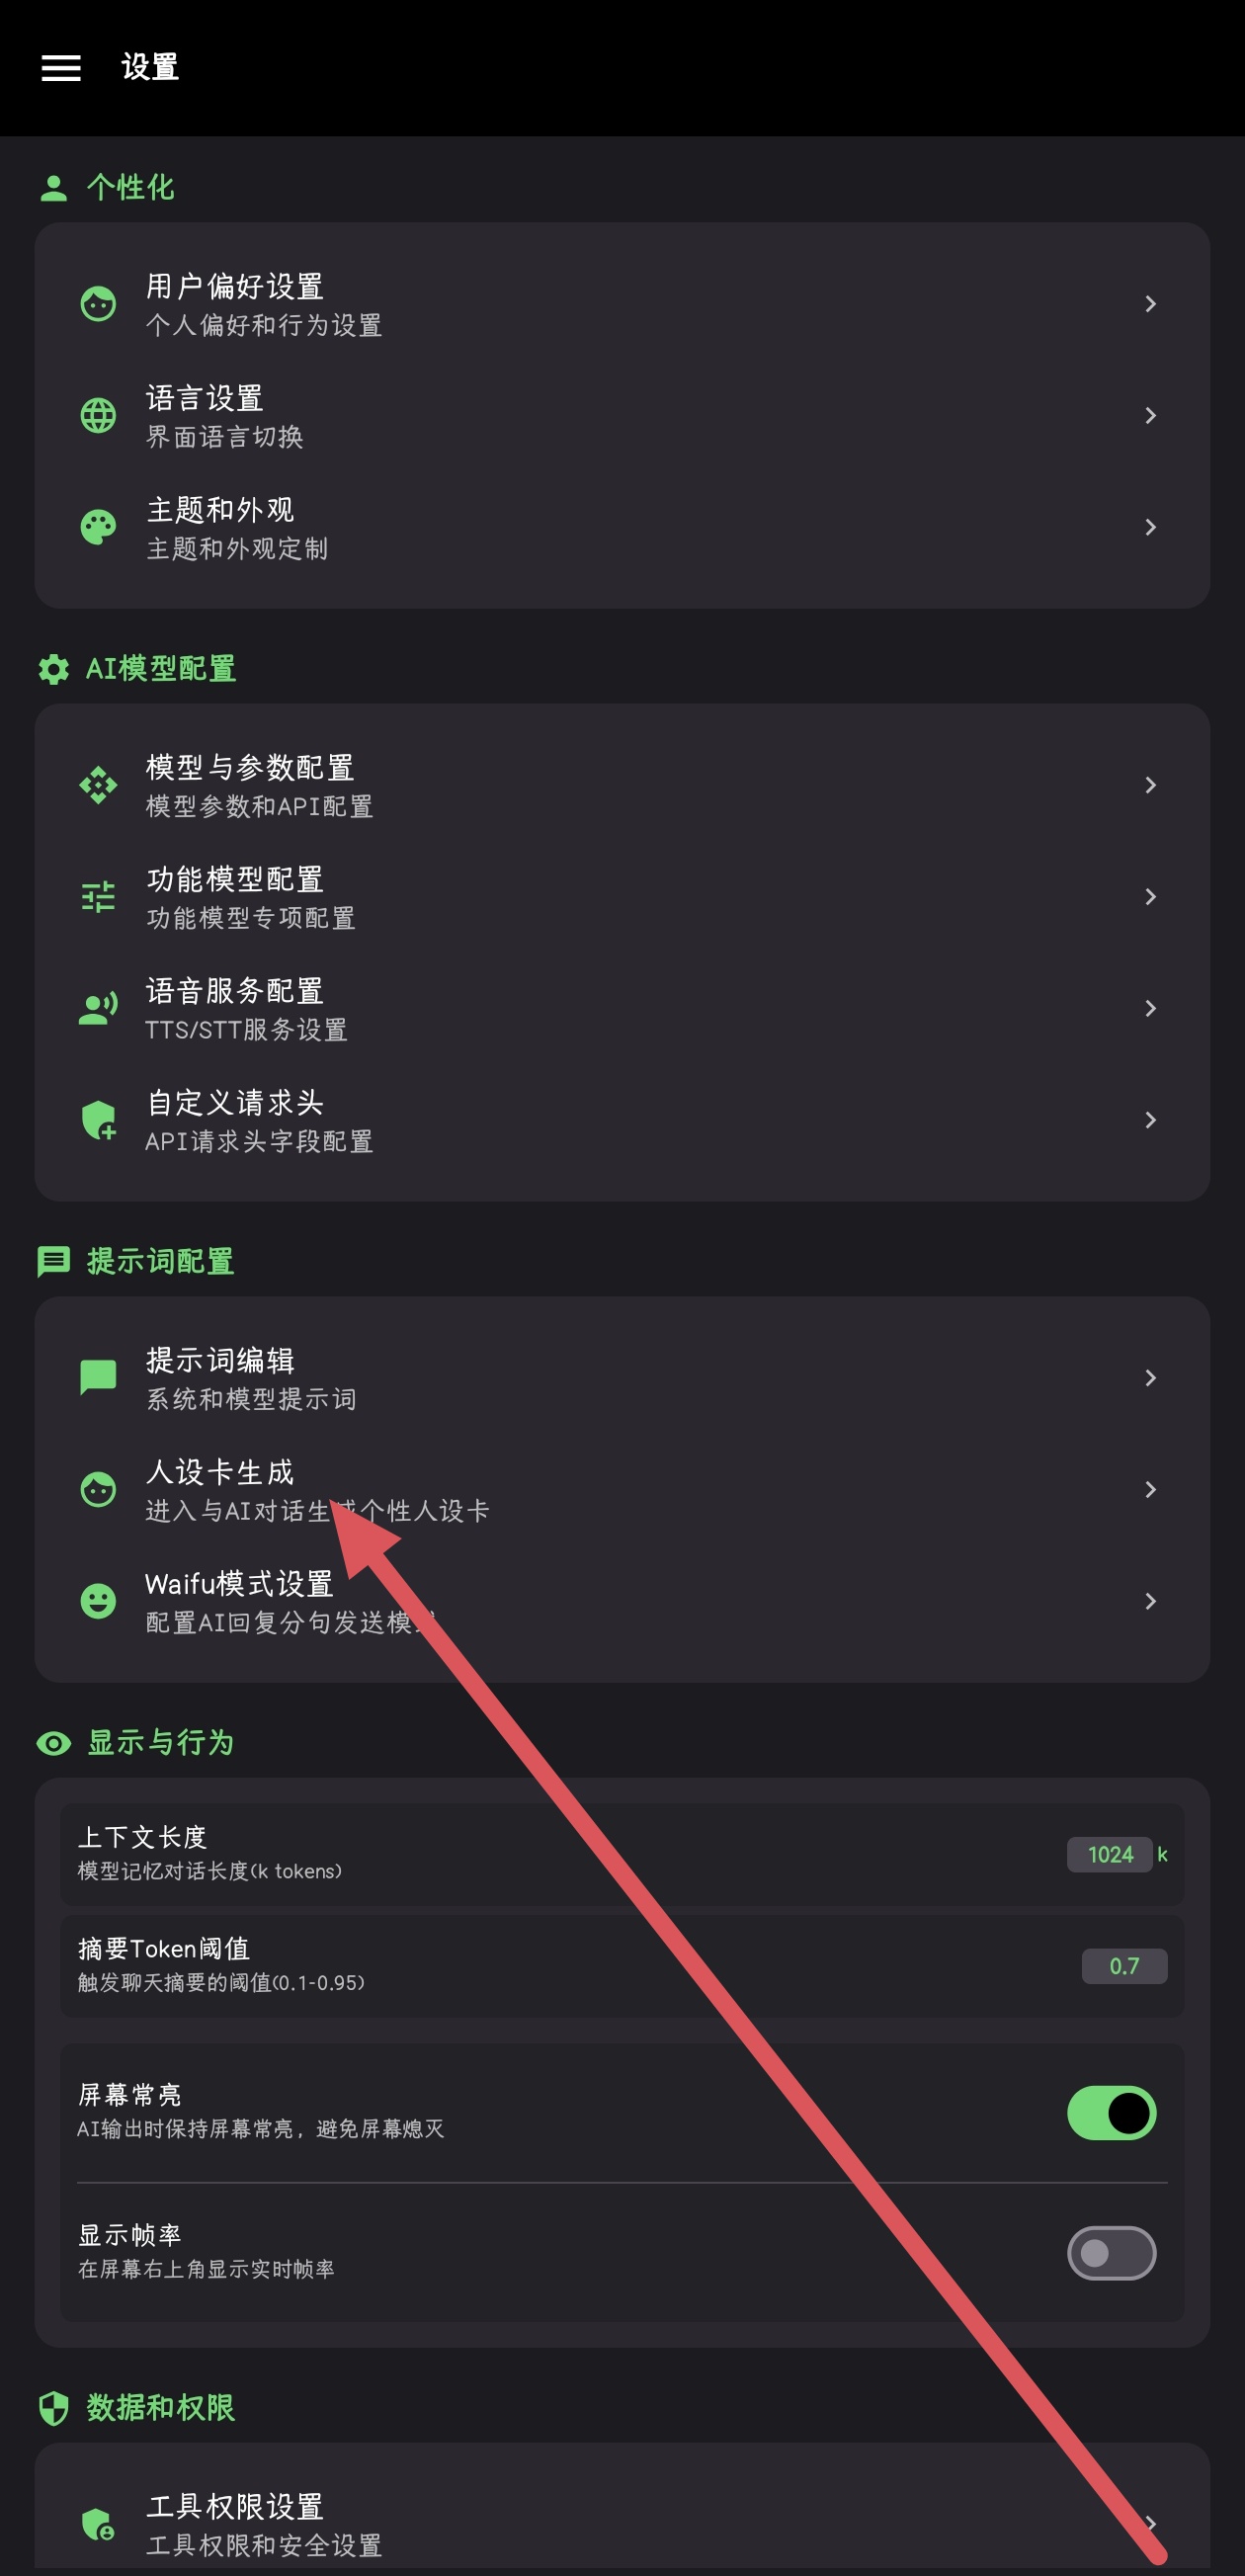 设置
个性化
用户偏好设置
个人偏好和行为设置
语言设置
界面语言切换
主题和外观
主题和外观定制
AI模型配置
模型与参数配置
模型参数和API配置
功能模型配置
功能模型专项配置
语音服务配置
TTS/STT服务设置
自定义请求头
API请求头字段配置
提示词配置
提示词编辑
系统和模型提示词
人设卡生成
进入与AI对话生成个性人设卡
Waifu模式设置
配置AI回复分句发送模式
显示与行为
上下文长度
模型记忆对话长度(k tokens)
1024 k
摘要Token阈值
触发聊天摘要的阈值(0.1-0.95)
0.7
屏幕常亮
AI输出时保持屏幕常亮，避免屏幕熄灭
显示帧率
在屏幕右上角显示实时帧率
数据和权限
工具权限设置
工具权限和安全设置